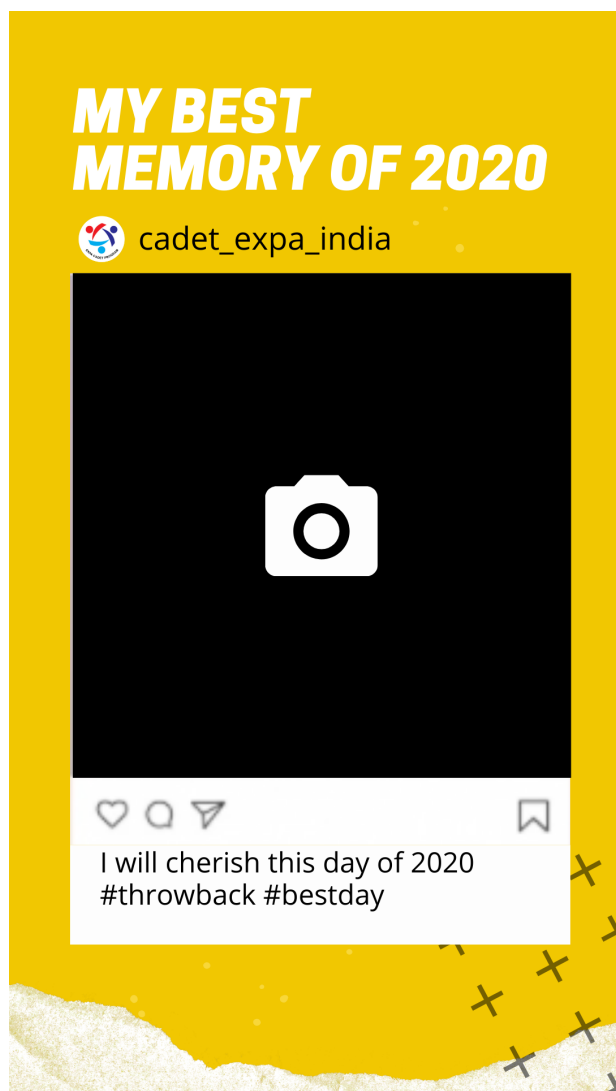 MY BEST
MEMORY OF 2020
cadet_expa_india
I will cherish this day of 2020
#throwback #bestday